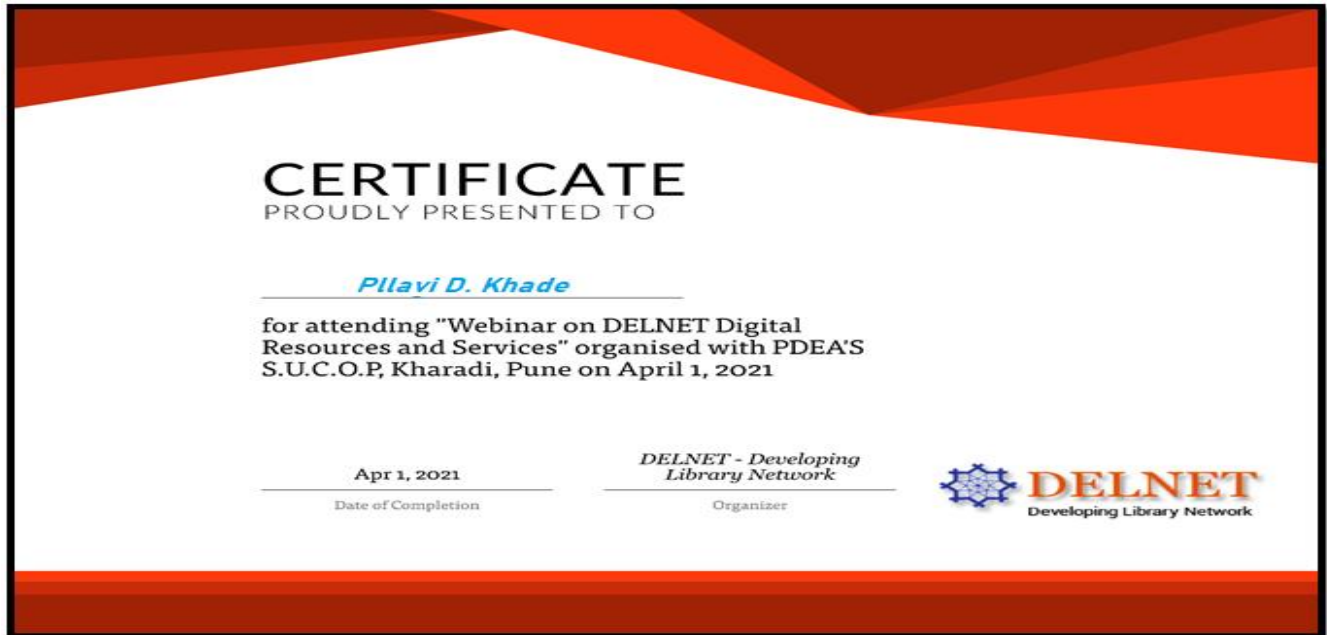 CERTIFICATE
PROUDLY PRESENTED TO
Pllavi D. Khade
for attending "Webinar on DELNET Digital
Resources and Services" organised with PDEA'S
S.U.C.O.P, Kharadi, Pune on April 1, 2021
Apr 1, 2021
Date of Completion
DELNET - Developing
Library Network
Organizer
DELNET
Developing Library Network